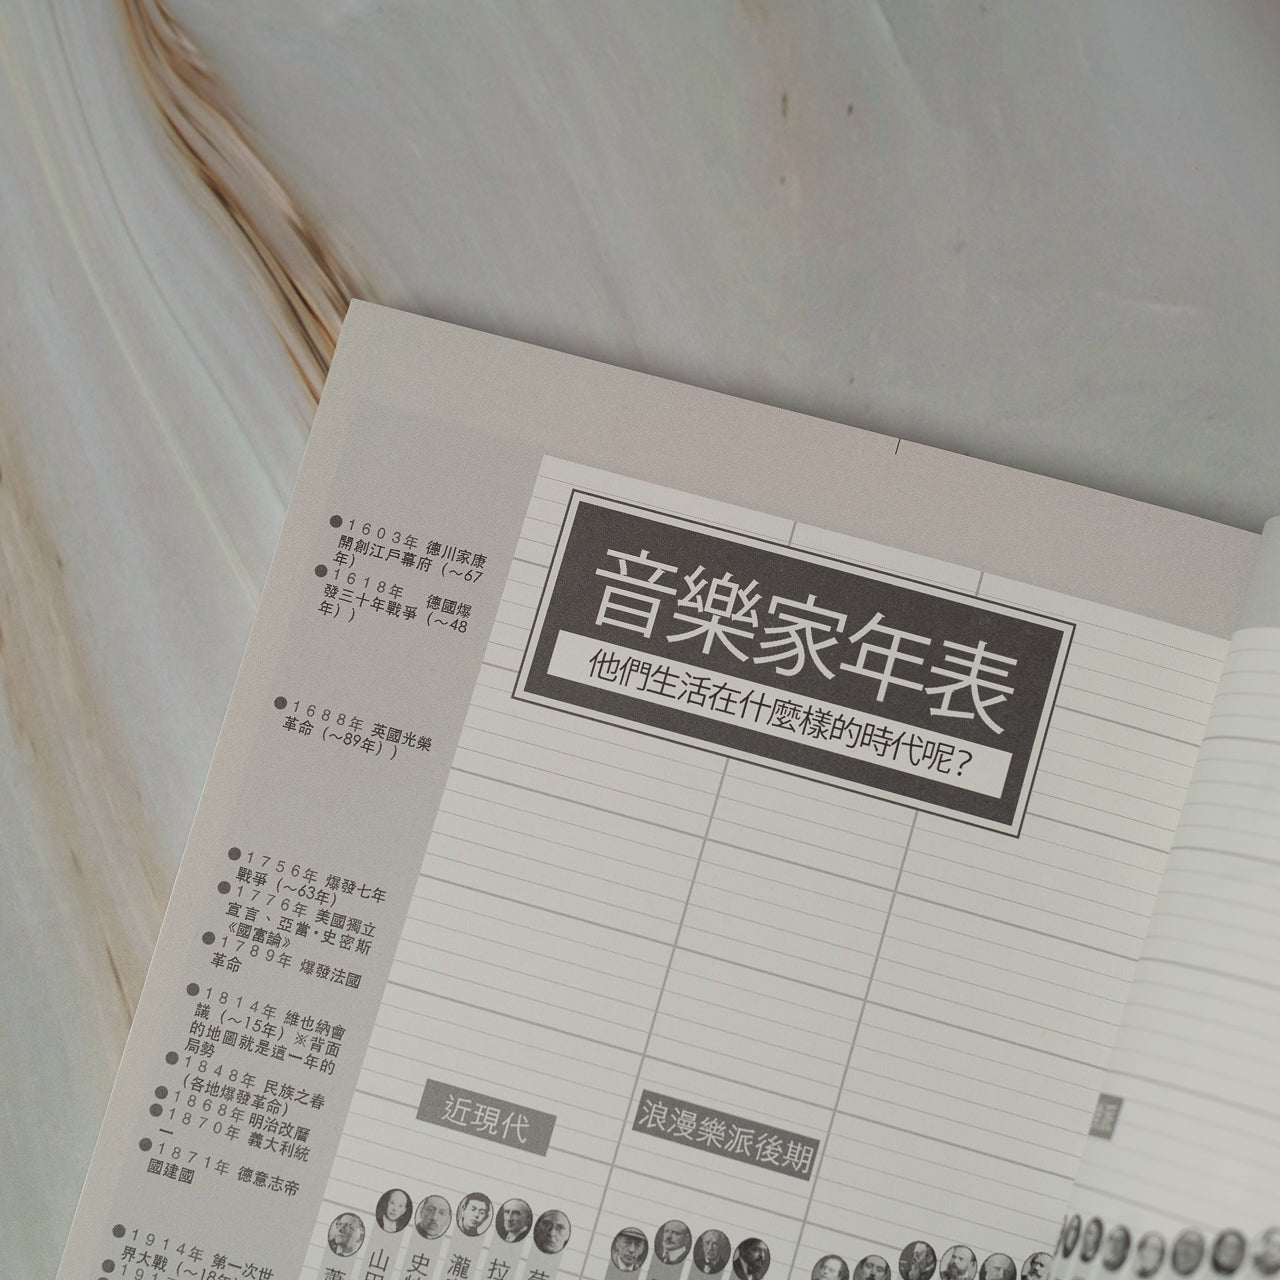 音樂家年表
他們生活在什麼樣的時代呢？
●1603年 德川家康
開創江戶幕府（～67
年）
●1618年 德國爆
發三十年戰爭（～48
年））
●1688年 英國光榮
革命（～89年））
●1756年 爆發七年
戰爭（～63年）
●1776年 美國獨立
宣言、亞當·史密斯
《國富論》
●1789年 爆發法國
革命
●1814年 維也納會
議（～15年）※背面
的地圖就是這一年的
局勢
●1848年 民族之春
（各地爆發革命）
●1868年 明治改曆
●1870年 義大利統
一
●1871年 德意志帝
國建國
●1914年 第一次世
界大戰（～18年
近現代
浪漫樂派後期
山田
史
瀧
拉